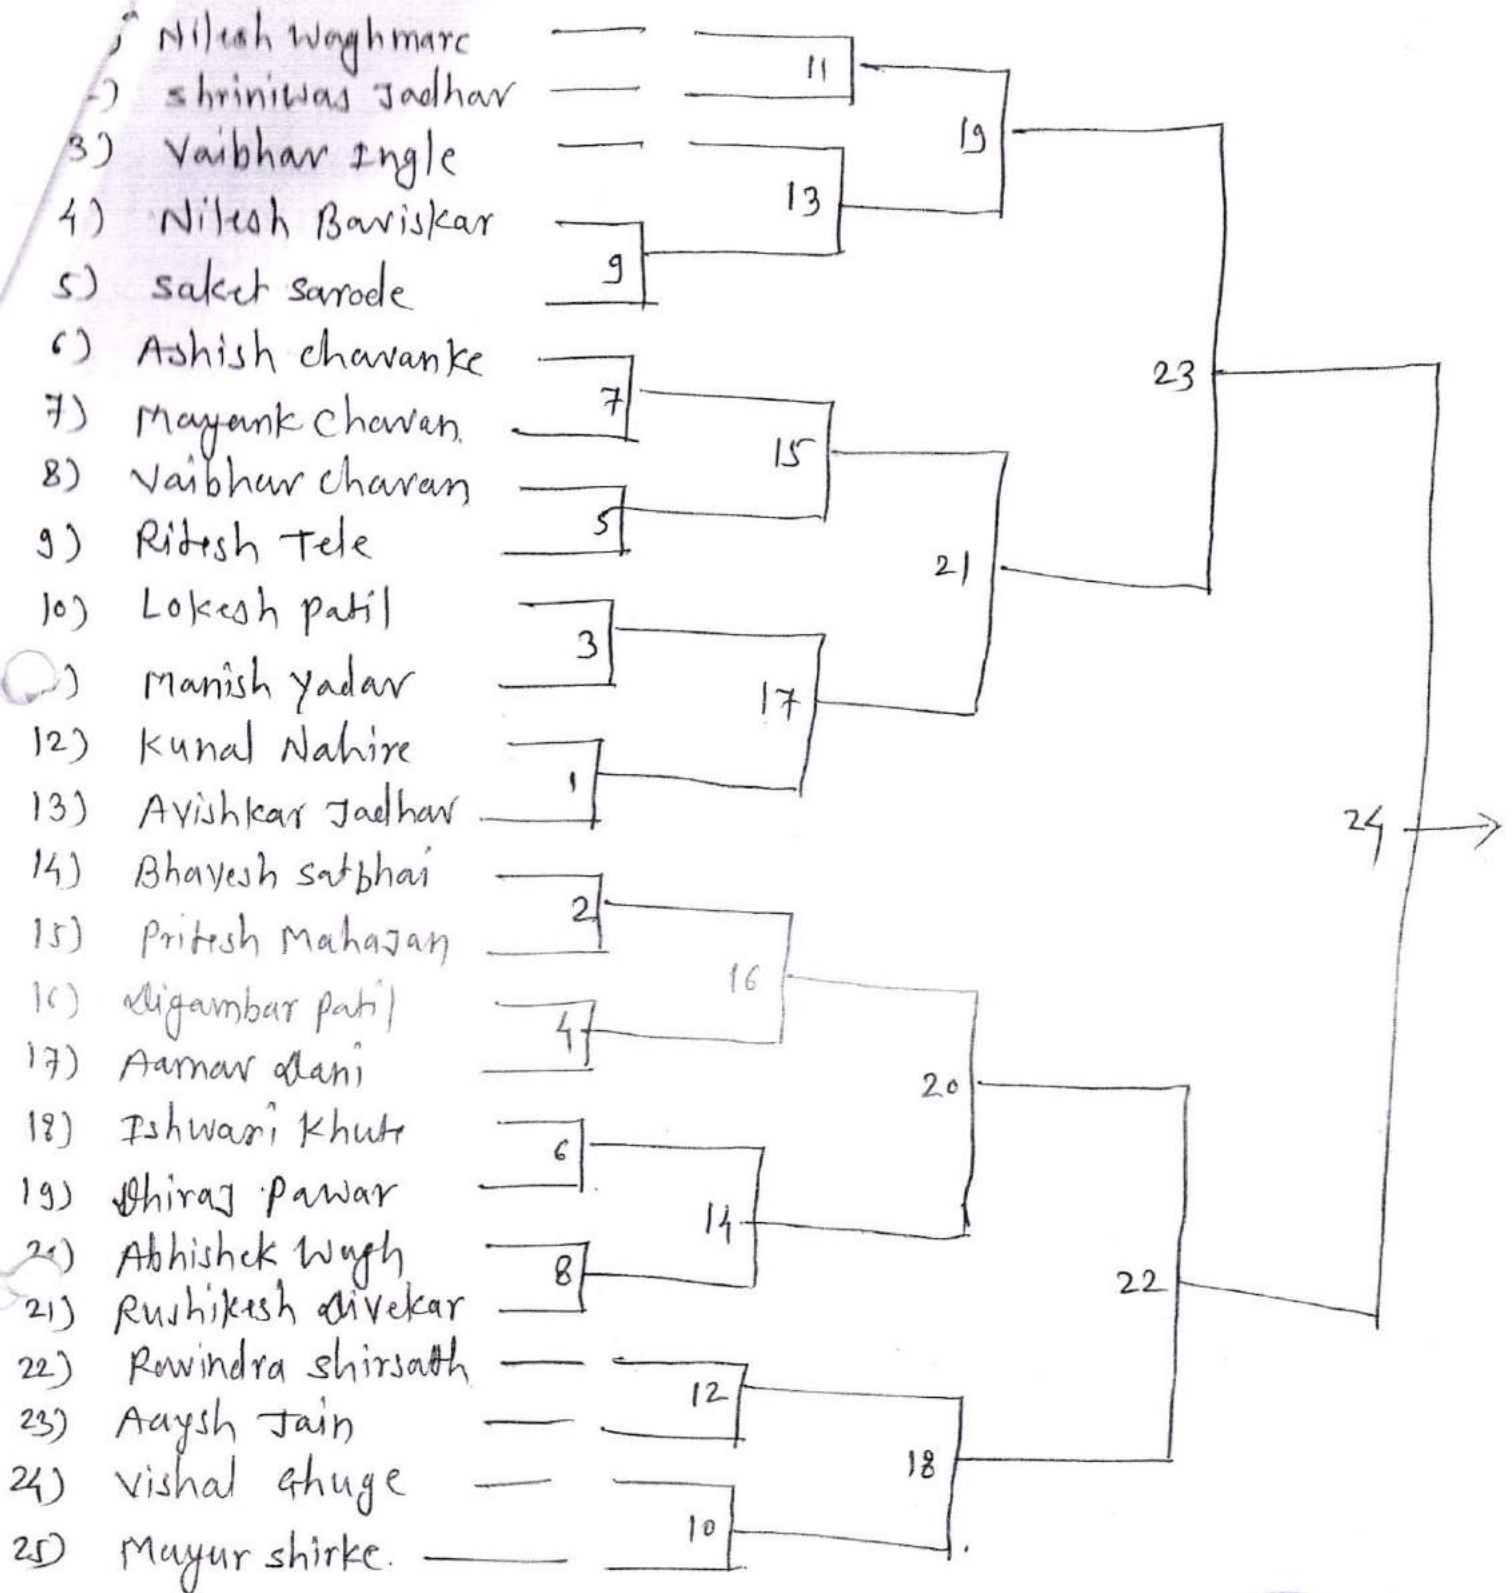 Nilesh Waghmare
shriniwas Jadhav
3) Vaibhav Ingle
4) Nilesh Baviskar
5) saket sarode
6) Ashish chavanke
7) Mayank Chavan.
8) Vaibhav chavan
9) Ritesh Tele
10) Lokesh patil
) Manish yadav
12) Kunal Nahire
13) Avishkar Jadhav
14) Bhavesh satbhai
15) Pritesh Mahajan
16) Digambar patil
17) Aarnav Dani
18) Ishwari Khute
19) Dhiraj Pawar
20) Abhishek Wagh
21) Rushikesh Divekar
22) Ravindra shirsath
23) Aaysh Jain
24) Vishal Ghuge
25) Mayur shirke.
9
7
5
3
1
2
4
6
8
11
13
15
17
16
14
12
10
19
21
20
18
23
22
24